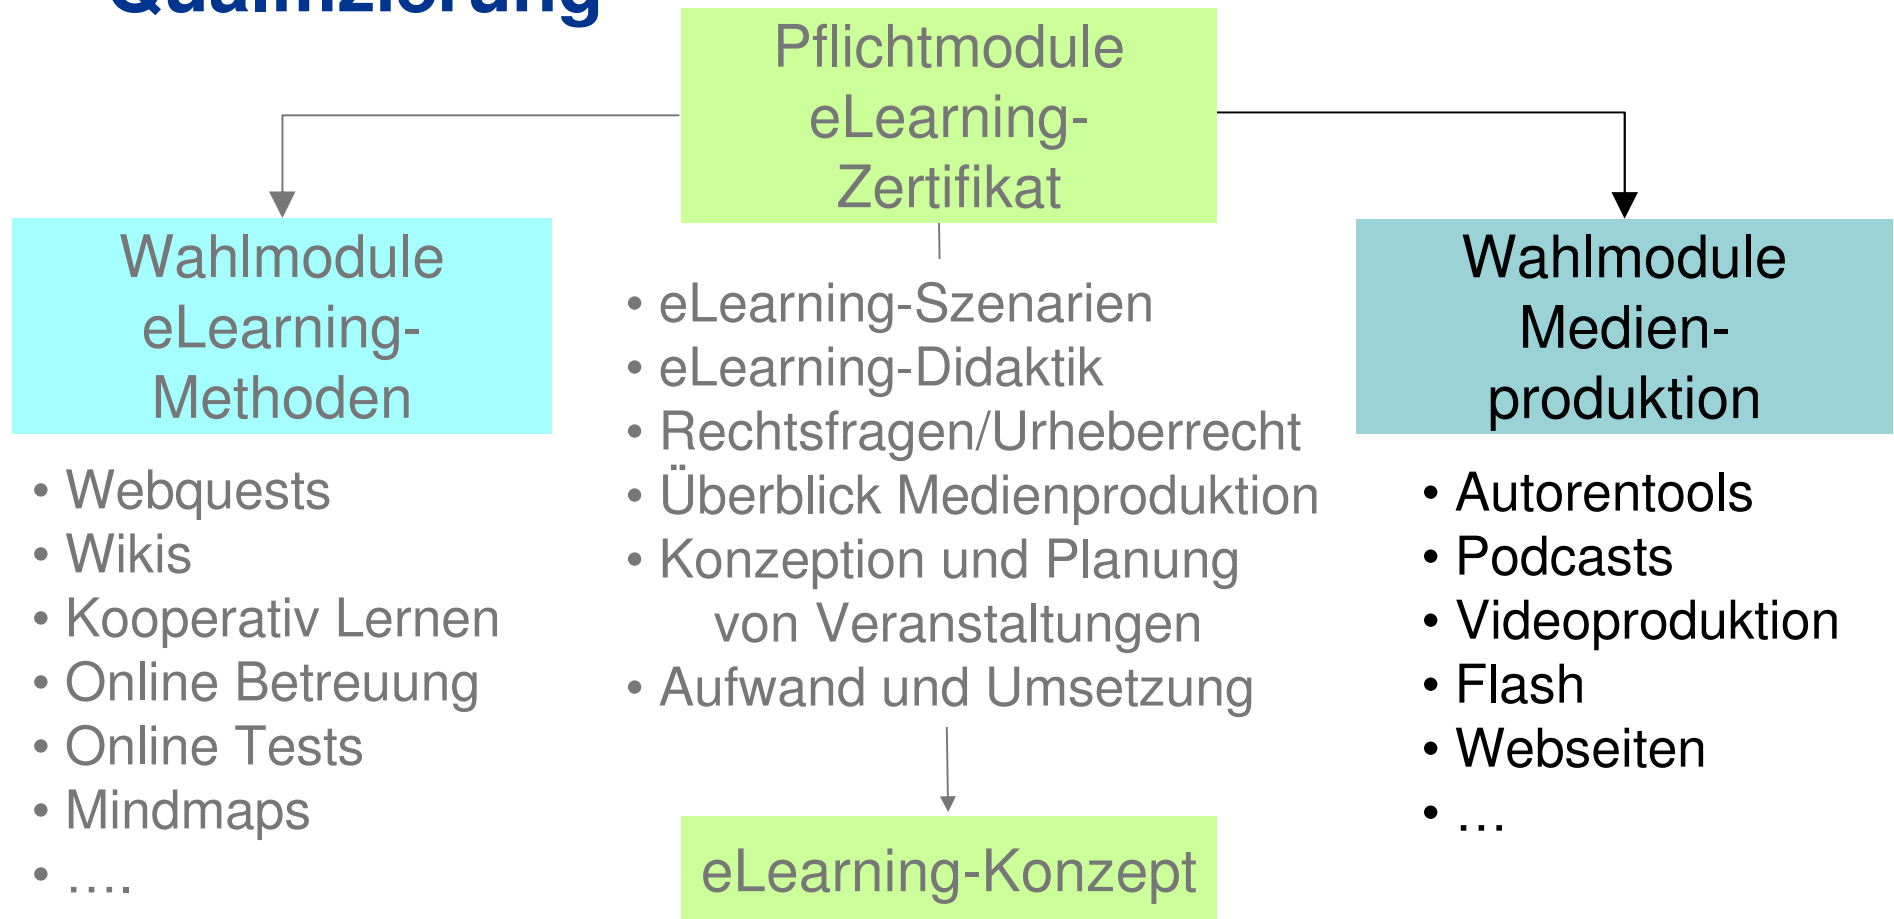 Qualifizierung
Pflichtmodule
eLearning-
Zertifikat
Wahlmodule
eLearning-
Methoden
• Webquests
• Wikis
• Kooperativ Lernen
• Online Betreuung
• Online Tests
• Mindmaps
• ….
• eLearning-Szenarien
• eLearning-Didaktik
• Rechtsfragen/Urheberrecht
• Überblick Medienproduktion
• Konzeption und Planung
von Veranstaltungen
• Aufwand und Umsetzung
eLearning-Konzept
Wahlmodule
Medien-
produktion
• Autorentools
• Podcasts
• Videoproduktion
• Flash
• Webseiten
• …